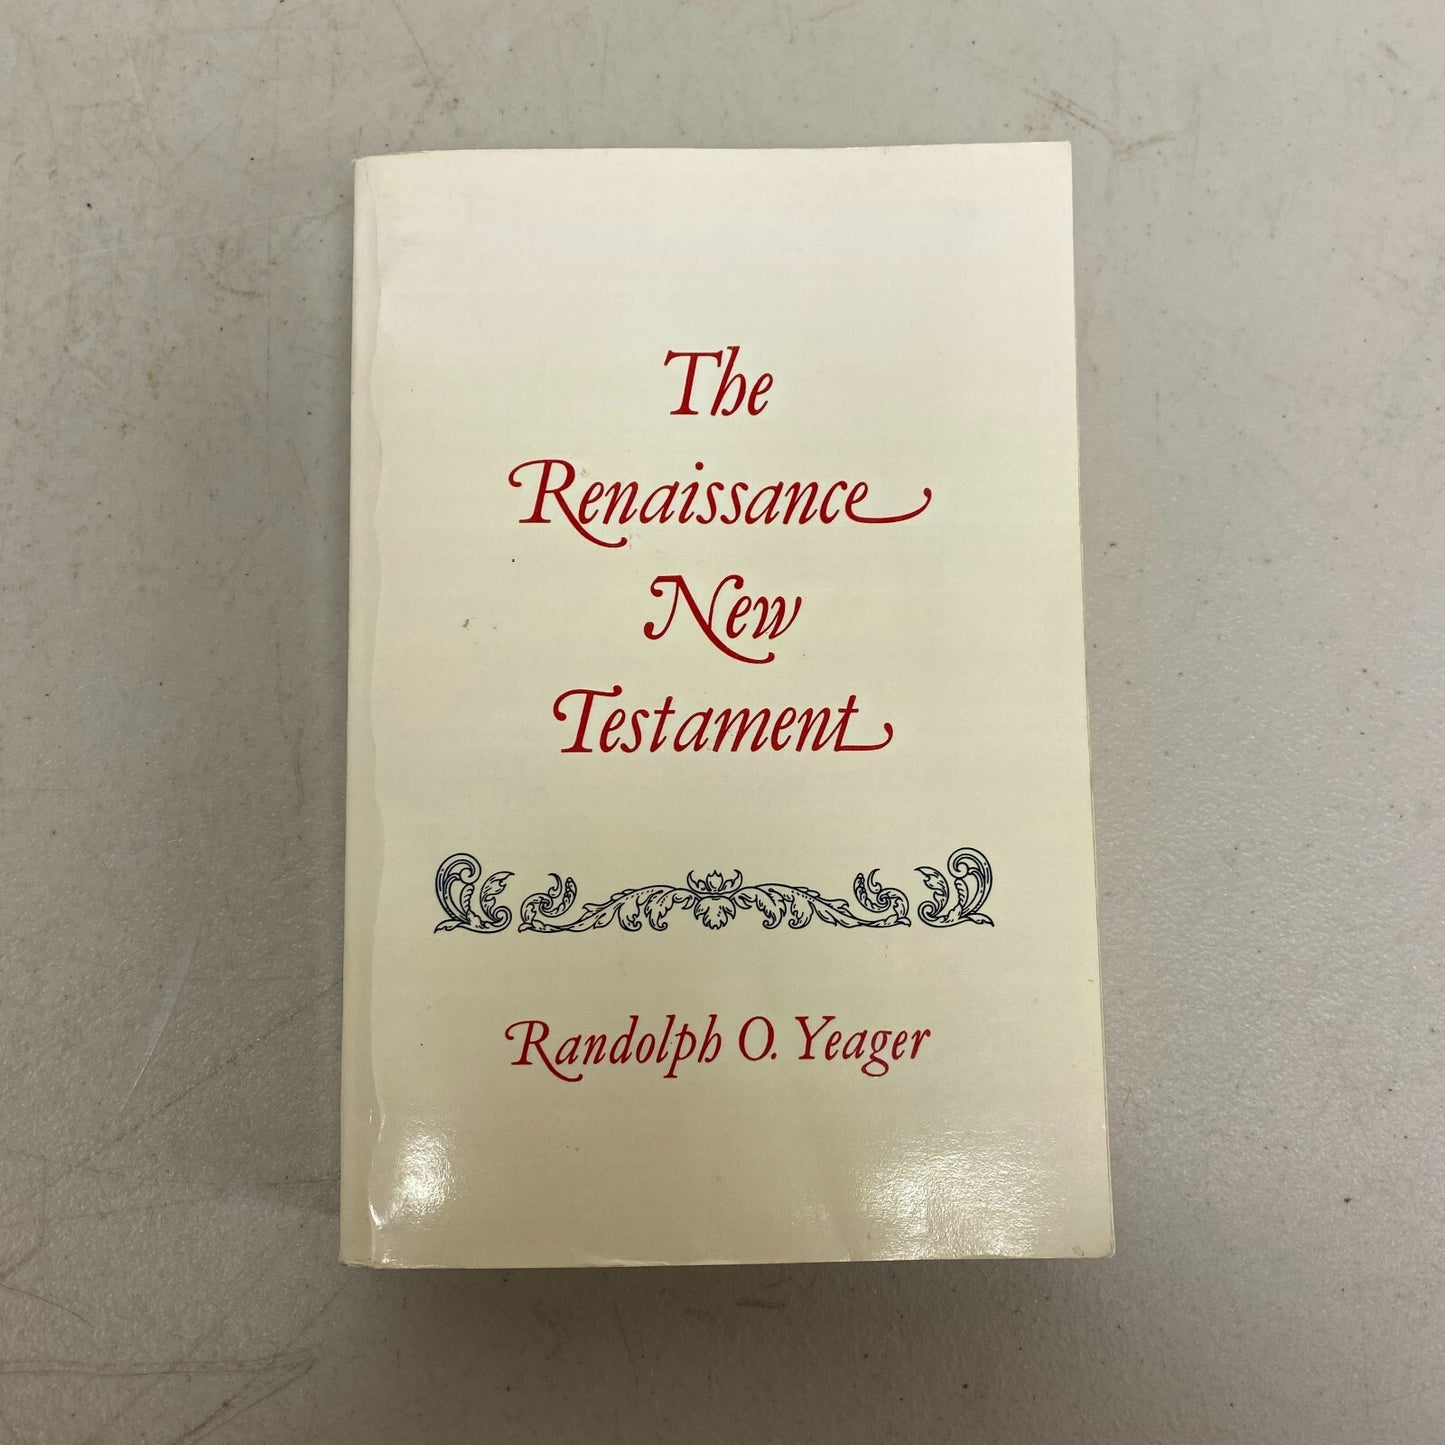 The
Renaissance
New
Testament
Randolph O. Yeager